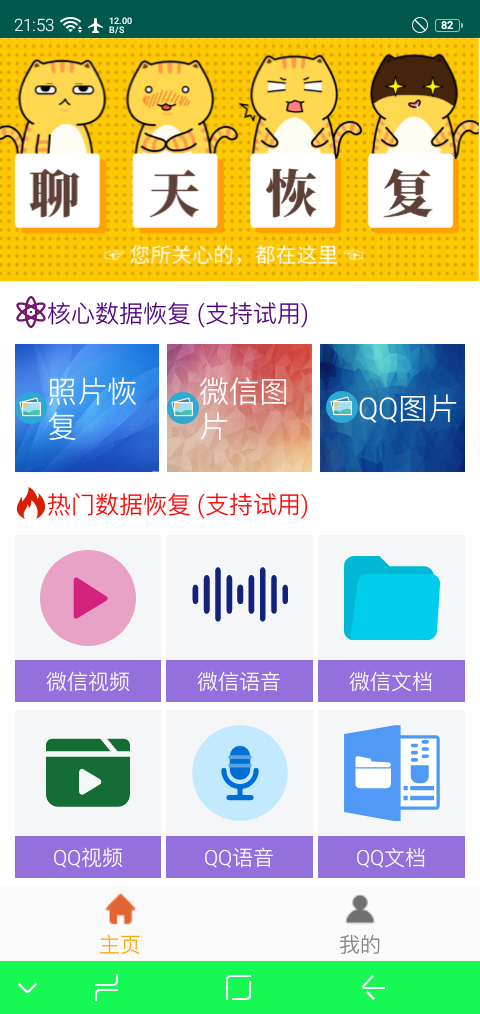 21:53
12.00
B/S
82
聊天恢复
☞ 您所关心的，都在这里 ☜
核心数据恢复 (支持试用)
照片恢
复
微信图
片
QQ图片
热门数据恢复 (支持试用)
微信视频
微信语音
微信文档
QQ视频
QQ语音
QQ文档
主页
我的